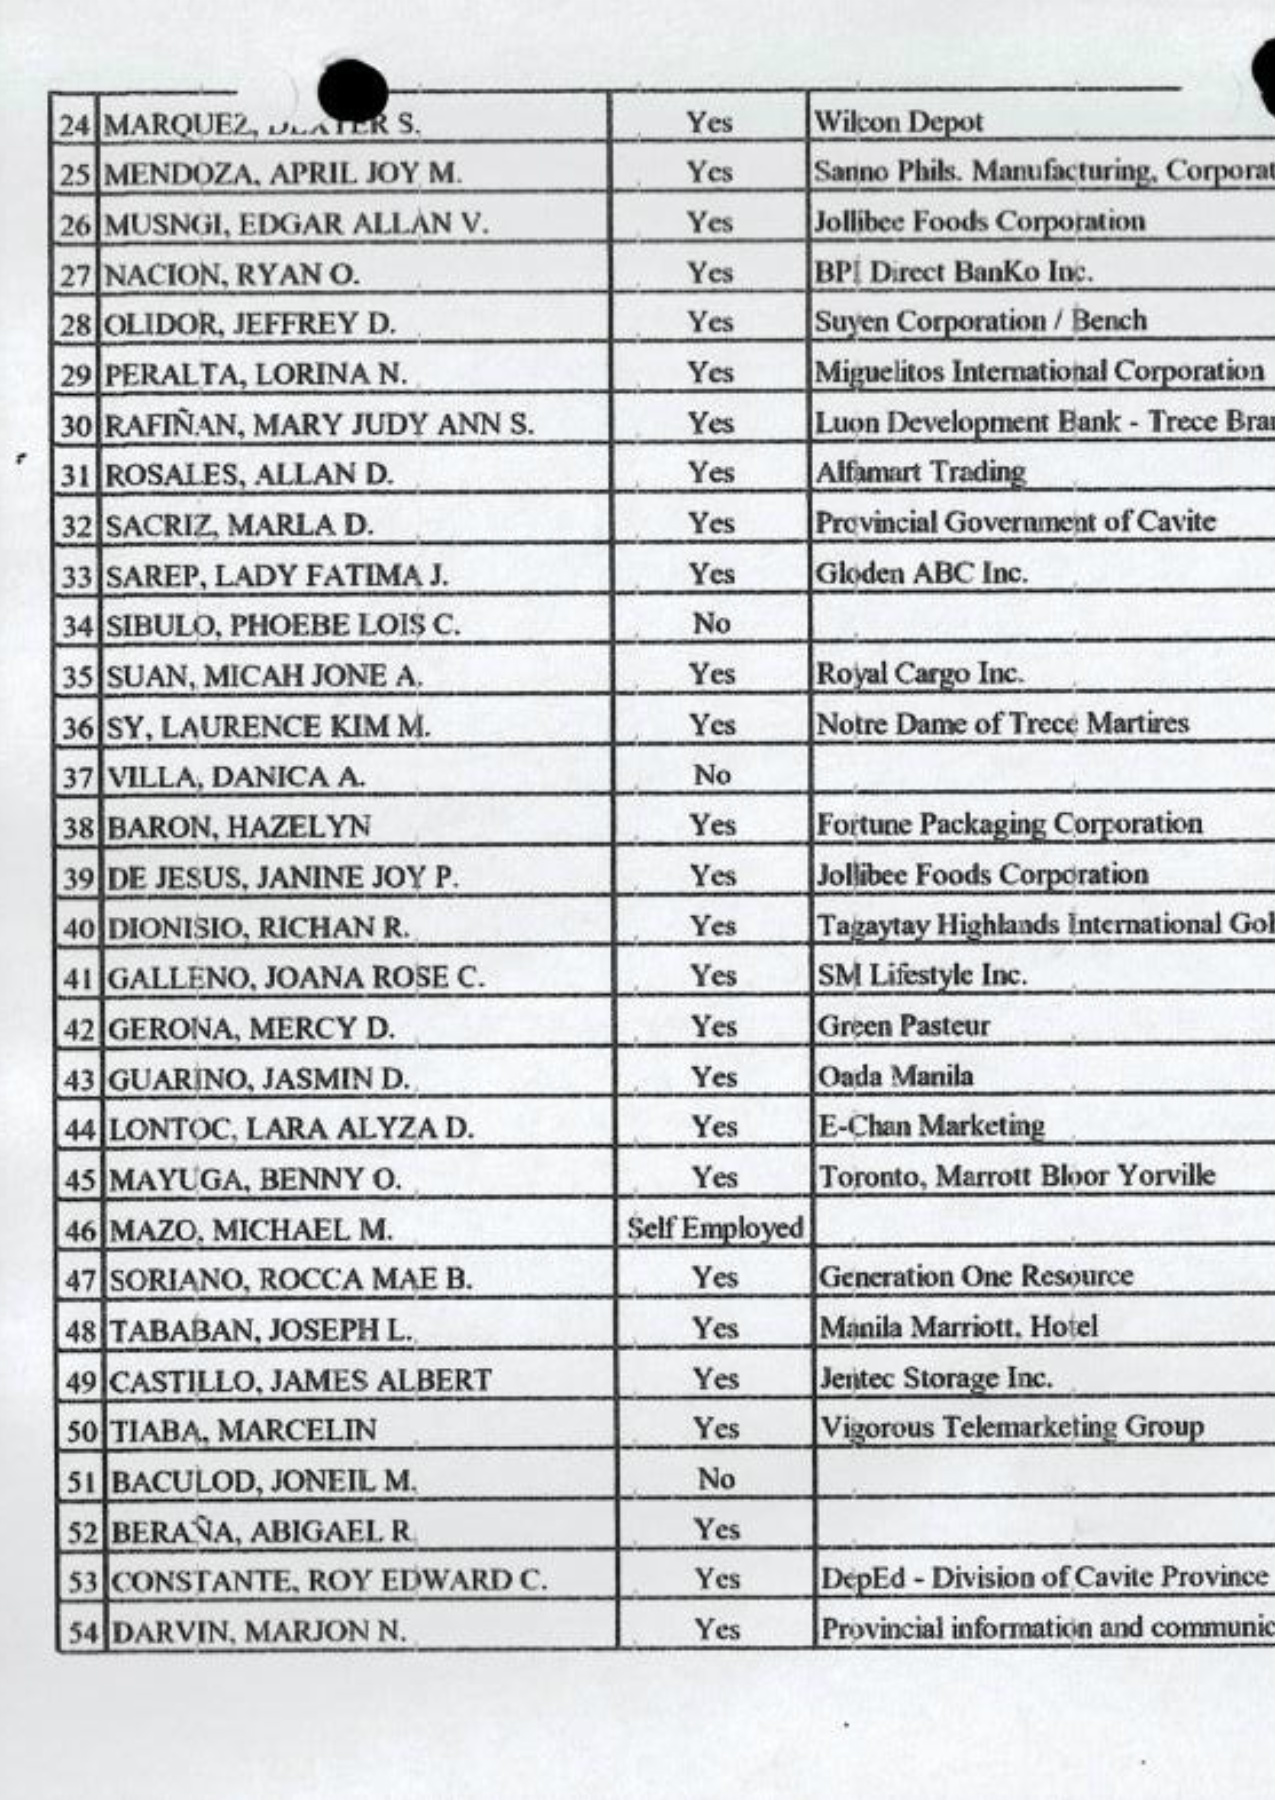 24 MARQUEZ, S. Yes Wilcon Depot
25 MENDOZA, APRIL JOY M. Yes Sanno Phils. Manufacturing, Corporat
26 MUSNGI, EDGAR ALLAN V. Yes Jollibee Foods Corporation
27 NACION, RYAN O. Yes BPI Direct BanKo Inc.
28 OLIDOR, JEFFREY D. Yes Suyen Corporation / Bench
29 PERALTA, LORINA N. Yes Miguelitos International Corporation
30 RAFIÑAN, MARY JUDY ANN S. Yes Luon Development Bank - Trece Bra
31 ROSALES, ALLAN D. Yes Alfamart Trading
32 SACRIZ, MARLA D. Yes Provincial Government of Cavite
33 SAREP, LADY FATIMA J. Yes Gloden ABC Inc.
34 SIBULO, PHOEBE LOIS C. No
35 SUAN, MICAH JONE A. Yes Royal Cargo Inc.
36 SY, LAURENCE KIM M. Yes Notre Dame of Trece Martires
37 VILLA, DANICA A. No
38 BARON, HAZELYN Yes Fortune Packaging Corporation
39 DE JESUS, JANINE JOY P. Yes Jollibee Foods Corporation
40 DIONISIO, RICHAN R. Yes Tagaytay Highlands International Gol
41 GALLENO, JOANA ROSE C. Yes SM Lifestyle Inc.
42 GERONA, MERCY D. Yes Green Pasteur
43 GUARINO, JASMIN D. Yes Oada Manila
44 LONTOC, LARA ALYZA D. Yes E-Chan Marketing
45 MAYUGA, BENNY O. Yes Toronto, Marrott Bloor Yorville
46 MAZO, MICHAEL M. Self Employed
47 SORIANO, ROCCA MAE B. Yes Generation One Resource
48 TABABAN, JOSEPH L. Yes Manila Marriott, Hotel
49 CASTILLO, JAMES ALBERT Yes Jentec Storage Inc.
50 TIABA, MARCELIN Yes Vigorous Telemarketing Group
51 BACULOD, JONEIL M. No
52 BERAÑA, ABIGAEL R Yes
53 CONSTANTE, ROY EDWARD C. Yes DepEd - Division of Cavite Province
54 DARVIN, MARJON N. Yes Provincial information and communic